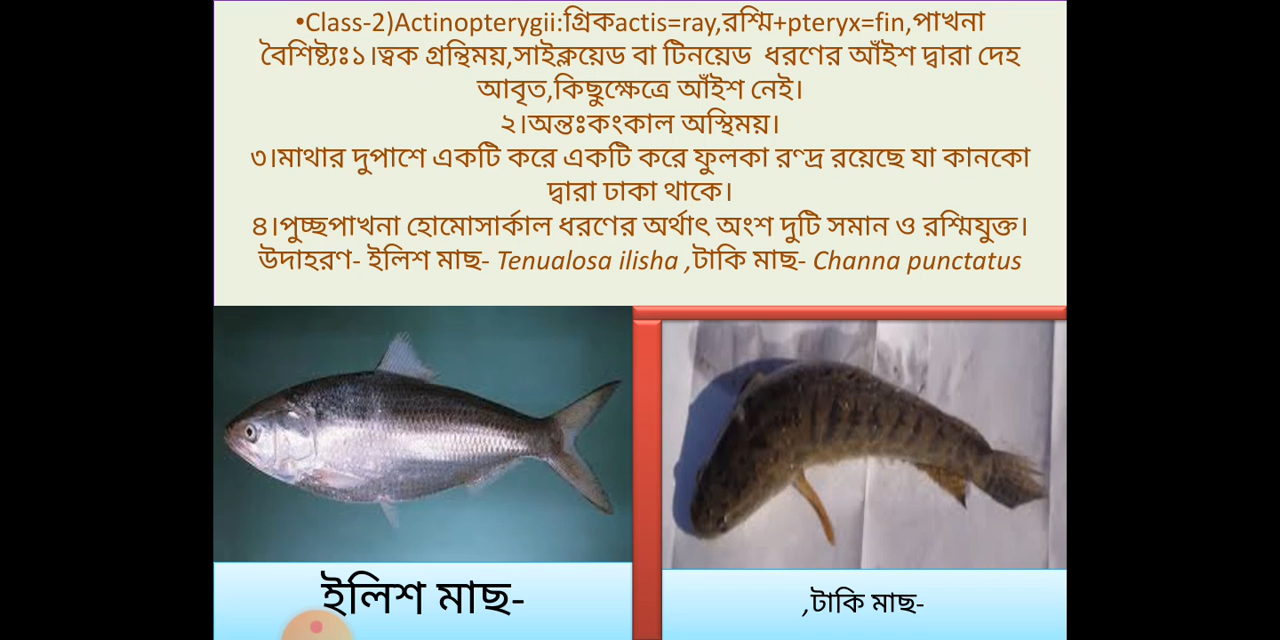 •Class-2)Actinopterygii:গ্রিকactis=ray,রশ্মি+pteryx=fin,পাখনা
বৈশিষ্ট্যঃ১।ত্বক গ্রন্থিময়,সাইক্লয়েড বা টিনয়েড ধরণের আঁইশ দ্বারা দেহ
আবৃত,কিছুক্ষেত্রে আঁইশ নেই।
২।অন্তঃকংকাল অস্থিময়।
৩।মাথার দুপাশে একটি করে একটি করে ফুলকা রণ্দ্র রয়েছে যা কানকো
দ্বারা ঢাকা থাকে।
৪।পুচ্ছপাখনা হোমোসার্কাল ধরণের অর্থাৎ অংশ দুটি সমান ও রশ্মিযুক্ত।
উদাহরণ- ইলিশ মাছ- Tenualosa ilisha ,টাকি মাছ- Channa punctatus
ইলিশ মাছ-
,টাকি মাছ-